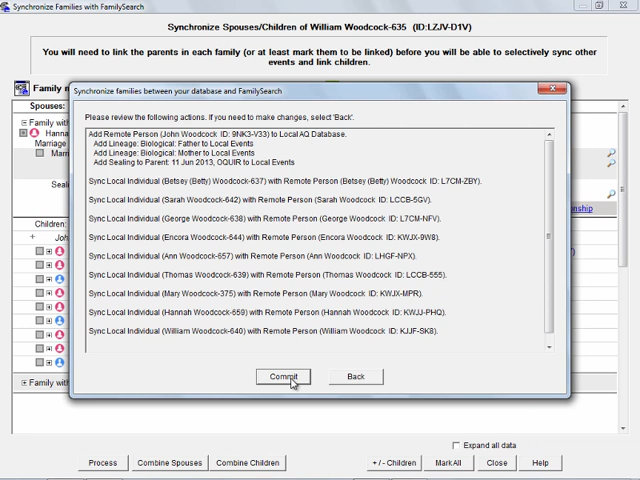 Synchronize Families with FamilySearch
Synchronize Spouses/Children of William Woodcock-635 (ID:LZJV-D1V)
You will need to link the parents in each family (or at least mark them to be linked) before you will be able to selectively sync other
events and link children.
Family
Synchronize families between your database and FamilySearch
Spouses:
Please review the following actions. If you need to make changes, select 'Back'.
Family with
Hanna
Marriage
Marri
Seali
nship
Children:
Joh
Add Remote Person (John Woodcock ID: 9NK3-V33) to Local AQ Database.
Add Lineage: Biological: Father to Local Events
Add Lineage: Biological: Mother to Local Events
Add Sealing to Parent: 11 Jun 2013, OQUIR to Local Events
Sync Local Individual (Betsey (Betty) Woodcock-637) with Remote Person (Betsey (Betty) Woodcock ID: L7CM-ZBY).
Sync Local Individual (Sarah Woodcock-642) with Remote Person (Sarah Woodcock ID: LCCB-5GV).
Sync Local Individual (George Woodcock-638) with Remote Person (George Woodcock ID: L7CM-NFV).
Sync Local Individual (Encora Woodcock-644) with Remote Person (Encora Woodcock ID: KWJX-9W8).
Sync Local Individual (Ann Woodcock-657) with Remote Person (Ann Woodcock ID: LHGF-NPX).
Sync Local Individual (Thomas Woodcock-639) with Remote Person (Thomas Woodcock ID: LCCB-555).
Sync Local Individual (Mary Woodcock-375) with Remote Person (Mary Woodcock ID: KWJX-MPR).
Sync Local Individual (Hannah Woodcock-659) with Remote Person (Hannah Woodcock ID: KWJJ-PHQ).
Sync Local Individual (William Woodcock-640) with Remote Person (William Woodcock ID: KJJF-SK8).
Commit
Back
Family with
Expand all data
Process
Combine Spouses
Combine Children
+ / - Children
Mark All
Close
Help